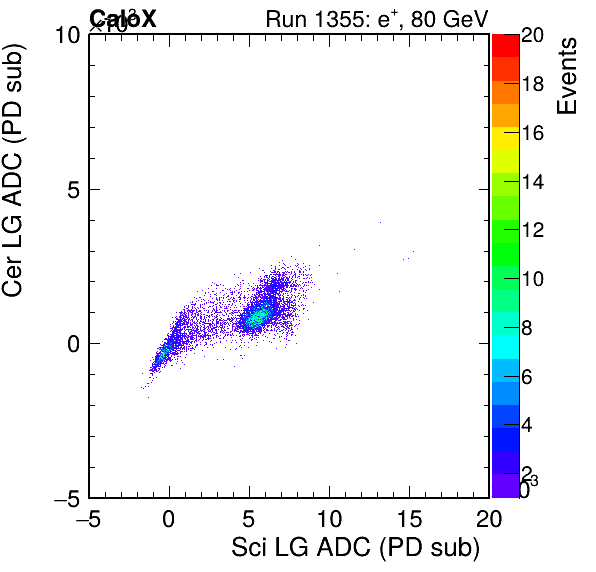 CaloX
Run 1355: e+, 80 GeV
×10³
Cer LG ADC (PD sub)
10
5
0
−5
−5 0 5 10 15 20
Sci LG ADC (PD sub)
Events
20
18
16
14
12
10
8
6
4
2